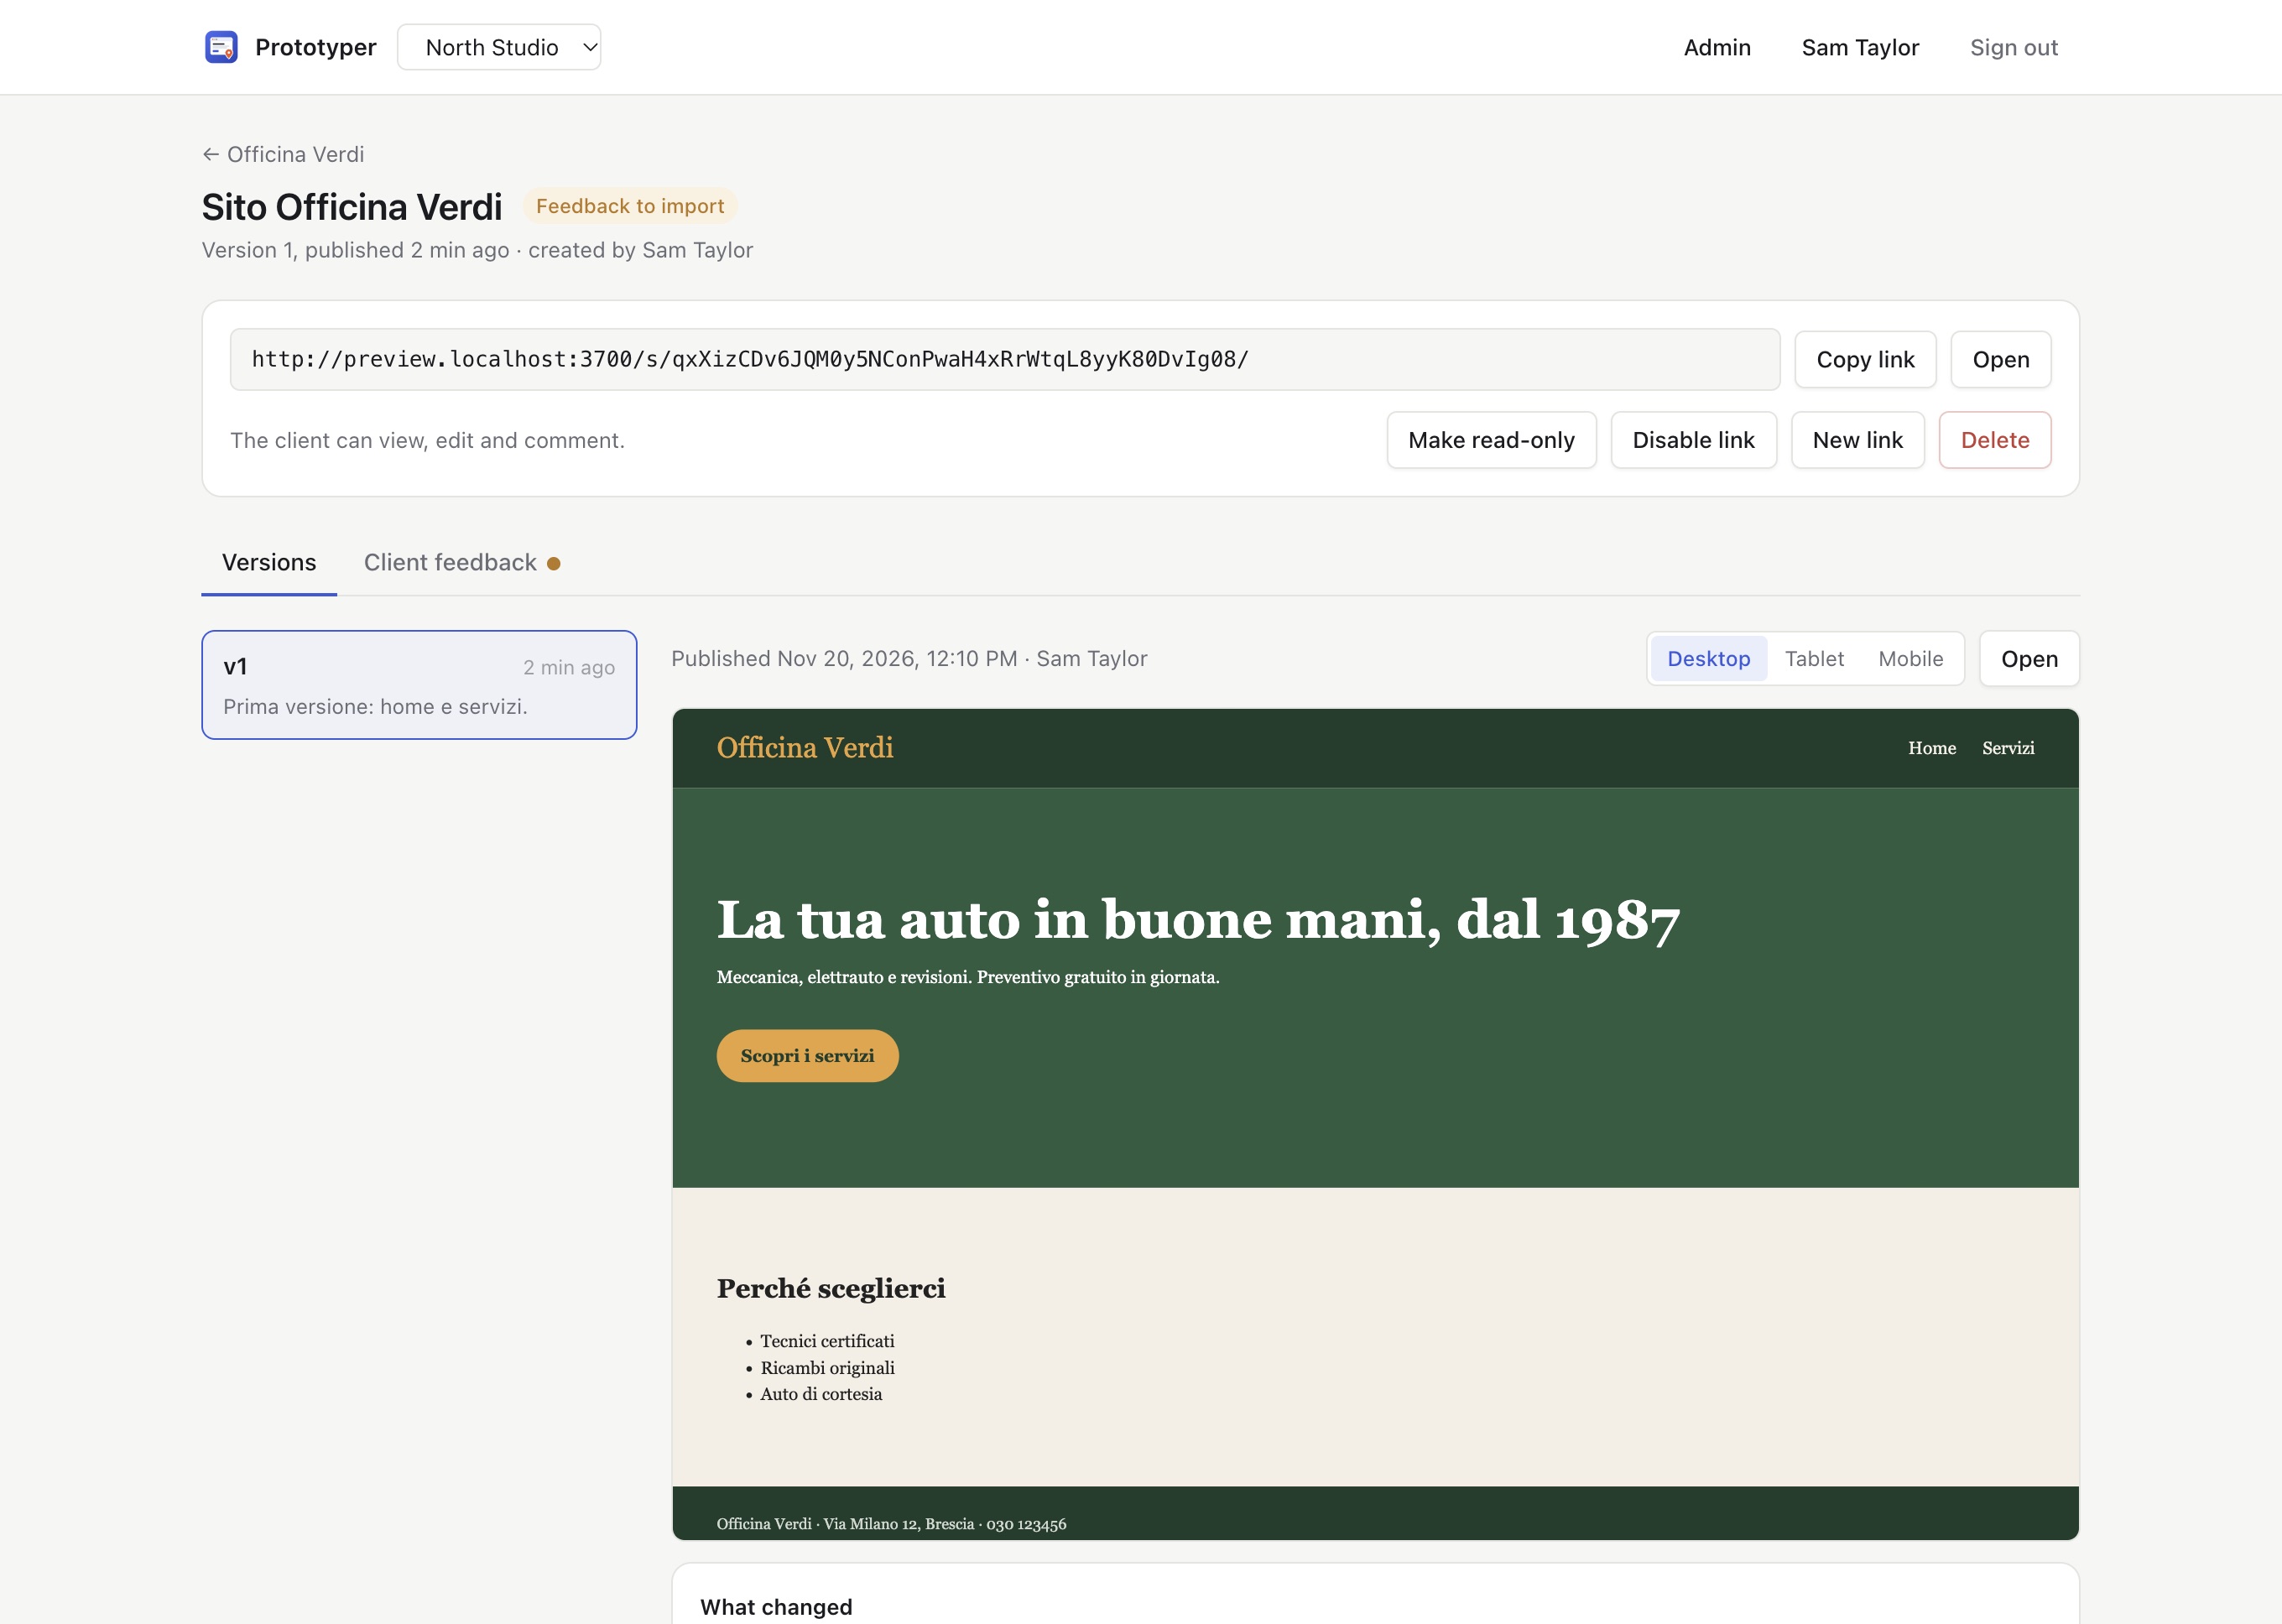 Prototyper
North Studio
Admin
Sam Taylor
Sign out
← Officina Verdi
Sito Officina Verdi
Feedback to import
Version 1, published 2 min ago · created by Sam Taylor
http://preview.localhost:3700/s/qxXizCDv6JQM0y5NConPwaH4xRrWtqL8yyK80DvIg08/
Copy link
Open
The client can view, edit and comment.
Make read-only
Disable link
New link
Delete
Versions
Client feedback
v1
2 min ago
Prima versione: home e servizi.
Published Nov 20, 2026, 12:10 PM · Sam Taylor
Desktop
Tablet
Mobile
Open
Officina Verdi
Home
Servizi
La tua auto in buone mani, dal 1987
Meccanica, elettrauto e revisioni. Preventivo gratuito in giornata.
Scopri i servizi
Perché sceglierci
• Tecnici certificati
• Ricambi originali
• Auto di cortesia
Officina Verdi · Via Milano 12, Brescia · 030 123456
What changed